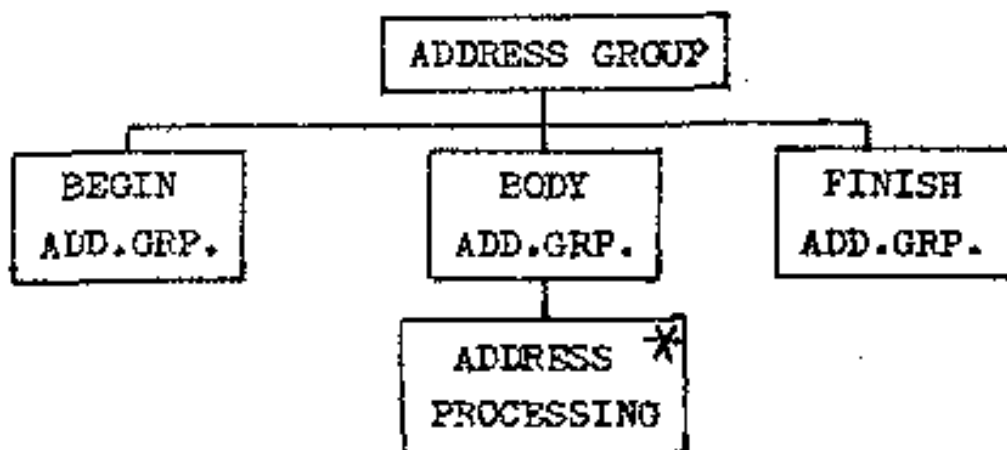 ADDRESS GROUP
BEGIN
ADD.GRP.
BODY
ADD.GRP.
FINISH
ADD.GRP.
ADDRESS *
PROCESSING